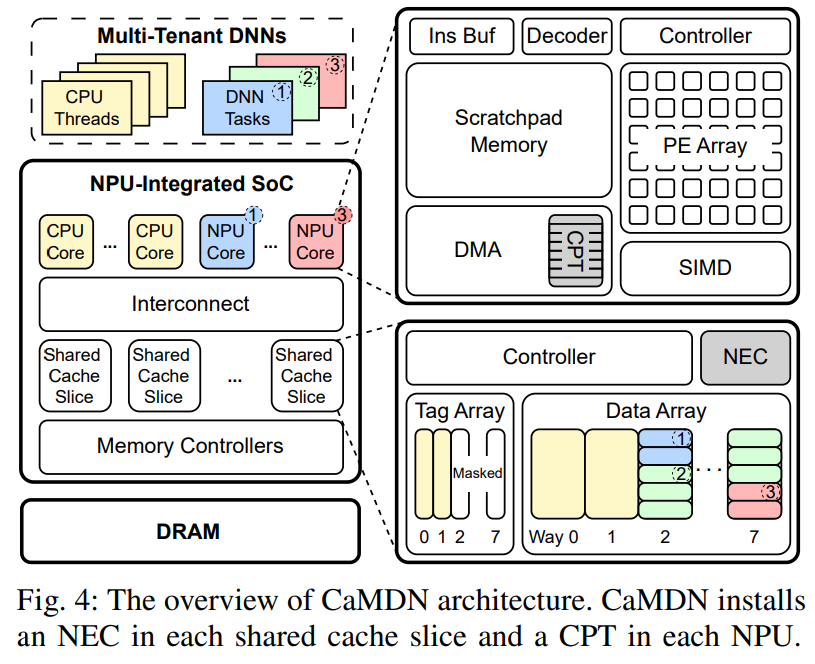 Multi-Tenant DNNs
CPU
Threads
DNN
Tasks
1
2
3
NPU-Integrated SoC
CPU
Core
...
CPU
Core
NPU
Core
1
...
NPU
Core
3
Interconnect
Shared
Cache
Slice
Shared
Cache
Slice
...
Shared
Cache
Slice
Memory Controllers
DRAM
Ins Buf
Decoder
Controller
Scratchpad
Memory
PE Array
DMA
CPT
SIMD
Controller
NEC
Tag Array
Masked
0 1 2 7
Data Array
1
2
...
3
Way 0 1 2 7
Fig. 4: The overview of CaMDN architecture. CaMDN installs
an NEC in each shared cache slice and a CPT in each NPU.